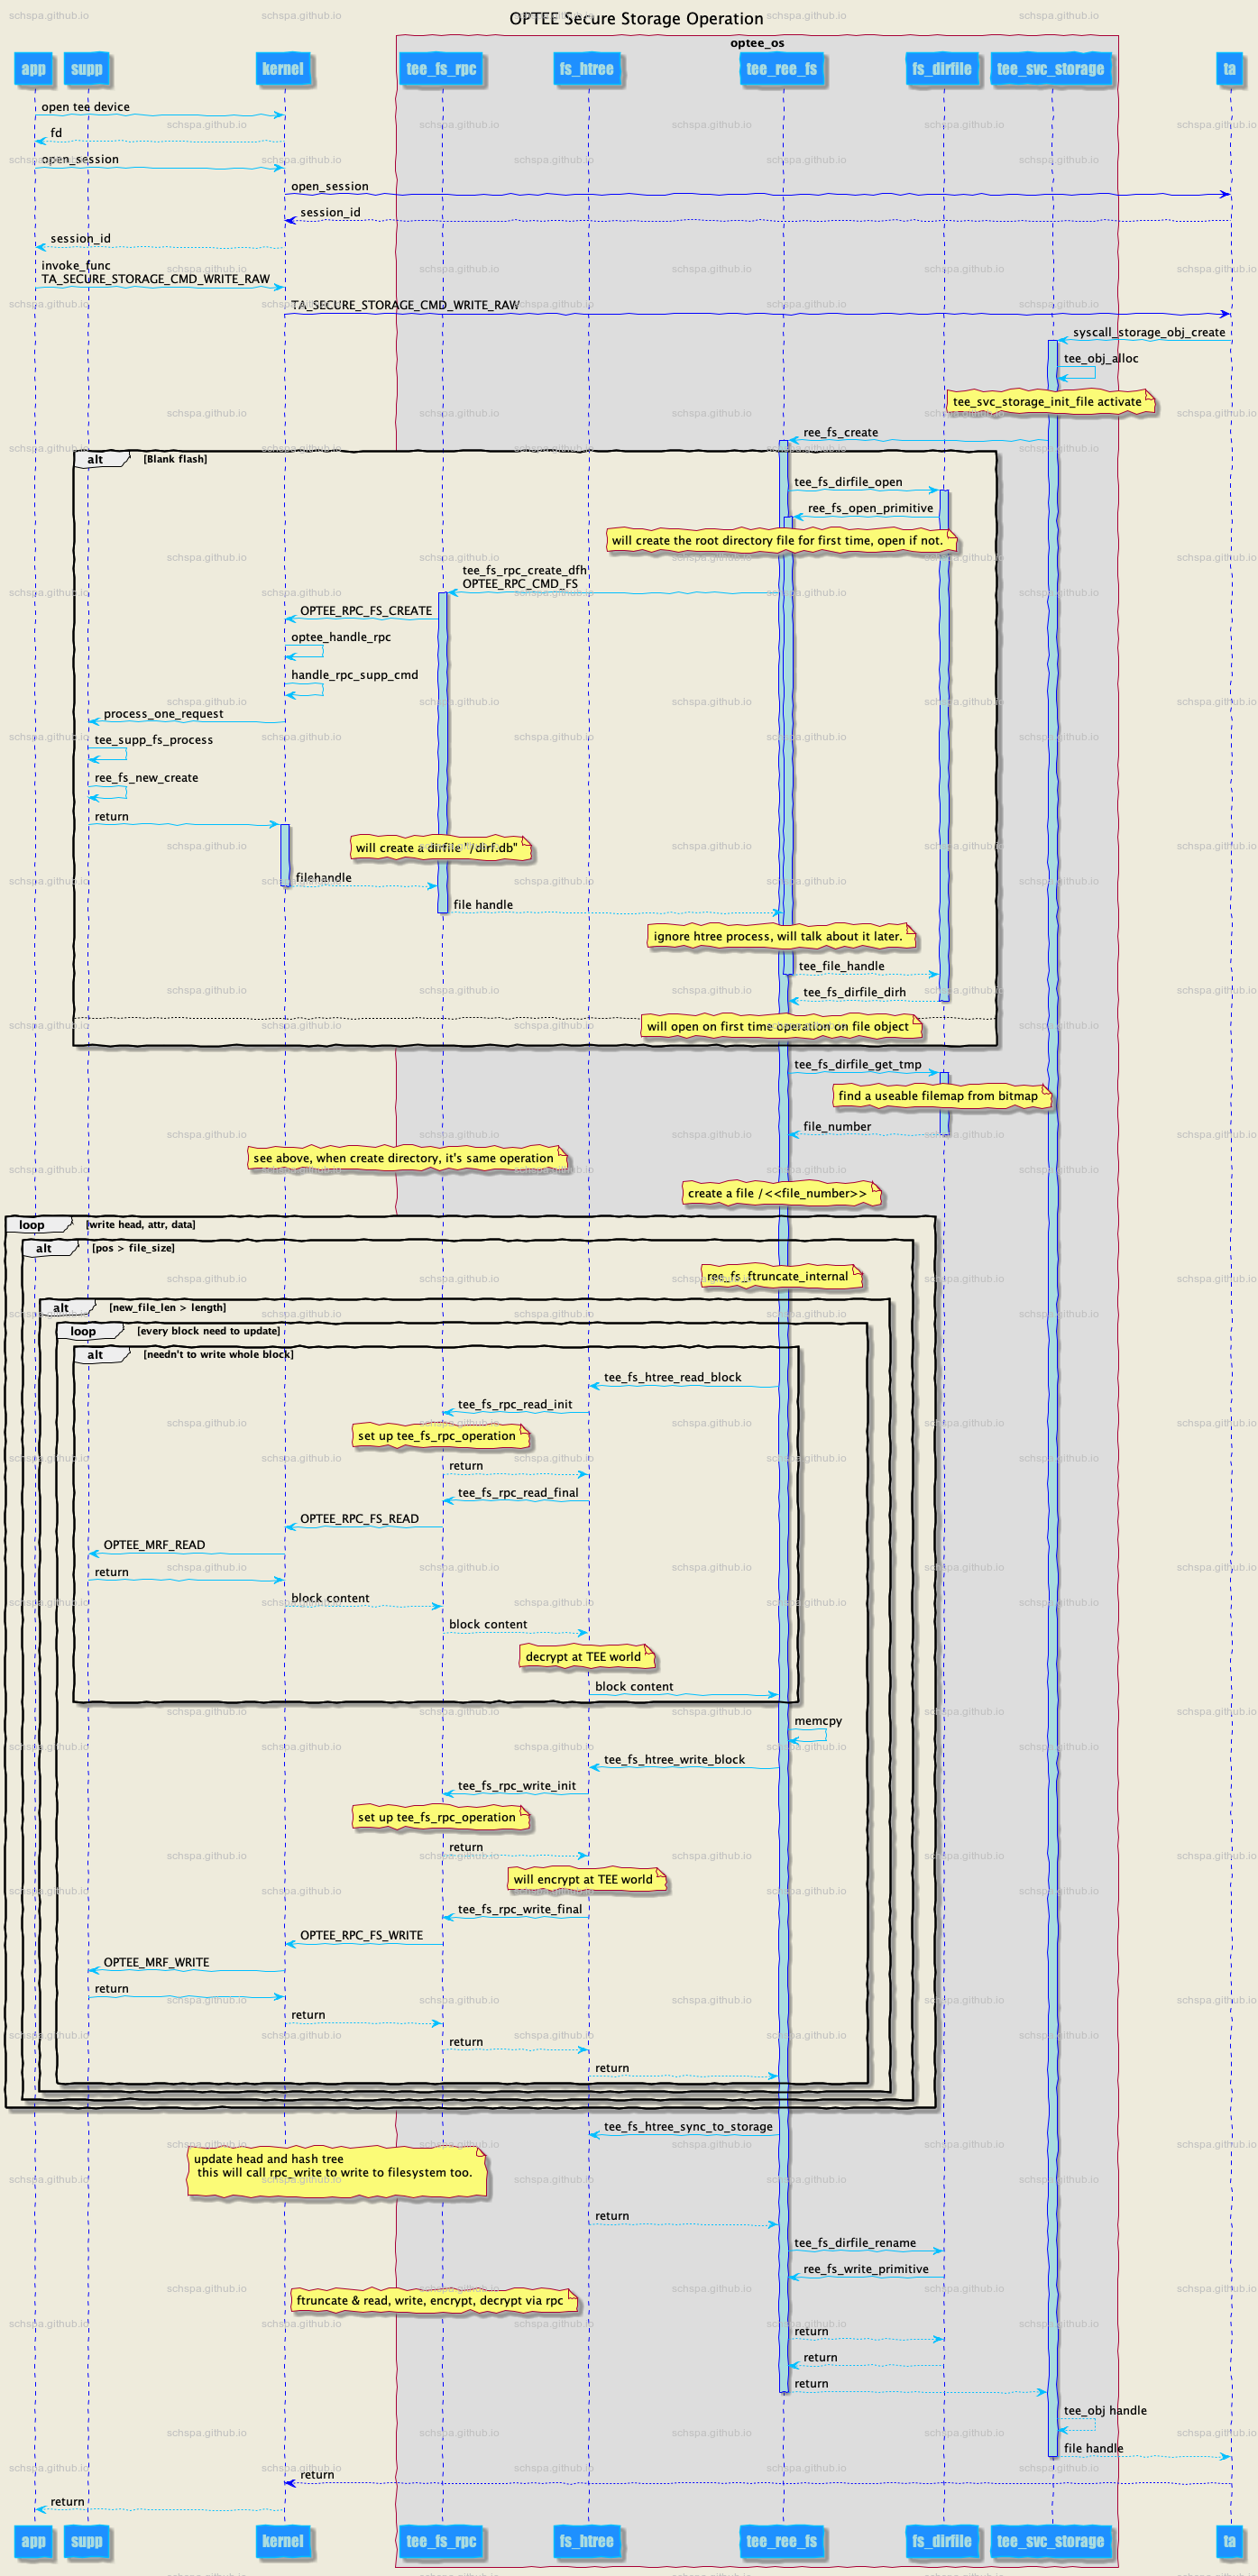 OPTEE Secure Storage Operation
optee_os
app supp kernel tee_fs_rpc fs_htree tee_ree_fs fs_dirfile tee_svc_storage ta
open tee device
schspa.github.io
fd
open_session
open_session
session_id
session_id
invoke_func
TA_SECURE_STORAGE_CMD_WRITE_RAW
TA_SECURE_STORAGE_CMD_WRITE_RAW
syscall_storage_obj_create
tee_obj_alloc
tee_svc_storage_init_file activate
ree_fs_create
alt [Blank flash]
tee_fs_dirfile_open
ree_fs_open_primitive
will create the root directory file for first time, open if not.
tee_fs_rpc_create_dfh
OPTEE_RPC_CMD_FS
OPTEE_RPC_FS_CREATE
optee_handle_rpc
handle_rpc_supp_cmd
process_one_request
tee_supp_fs_process
ree_fs_new_create
return
will create a dirfile "/dirf.db"
filehandle
file handle
ignore htree process, will talk about it later.
tee_file_handle
tee_fs_dirfile_dirh
will open on first time operation on file object
tee_fs_dirfile_get_tmp
find a useable filemap from bitmap
file_number
see above, when create directory, it's same operation
create a file /<<file_number>>
loop [write head, attr, data]
alt [pos > file_size]
ree_fs_ftruncate_internal
alt [new_file_len > length]
loop [every block need to update]
alt [needn't to write whole block]
tee_fs_htree_read_block
tee_fs_rpc_read_init
set up tee_fs_rpc_operation
return
tee_fs_rpc_read_final
OPTEE_RPC_FS_READ
OPTEE_MRF_READ
return
block content
block content
decrypt at TEE world
block content
memcpy
tee_fs_htree_write_block
tee_fs_rpc_write_init
set up tee_fs_rpc_operation
return
will encrypt at TEE world
tee_fs_rpc_write_final
OPTEE_RPC_FS_WRITE
OPTEE_MRF_WRITE
return
return
return
return
tee_fs_htree_sync_to_storage
update head and hash tree
this will call rpc_write to write to filesystem too.
return
tee_fs_dirfile_rename
ree_fs_write_primitive
ftruncate & read, write, encrypt, decrypt via rpc
return
return
return
tee_obj handle
file handle
return
return
app supp kernel tee_fs_rpc fs_htree tee_ree_fs fs_dirfile tee_svc_storage ta